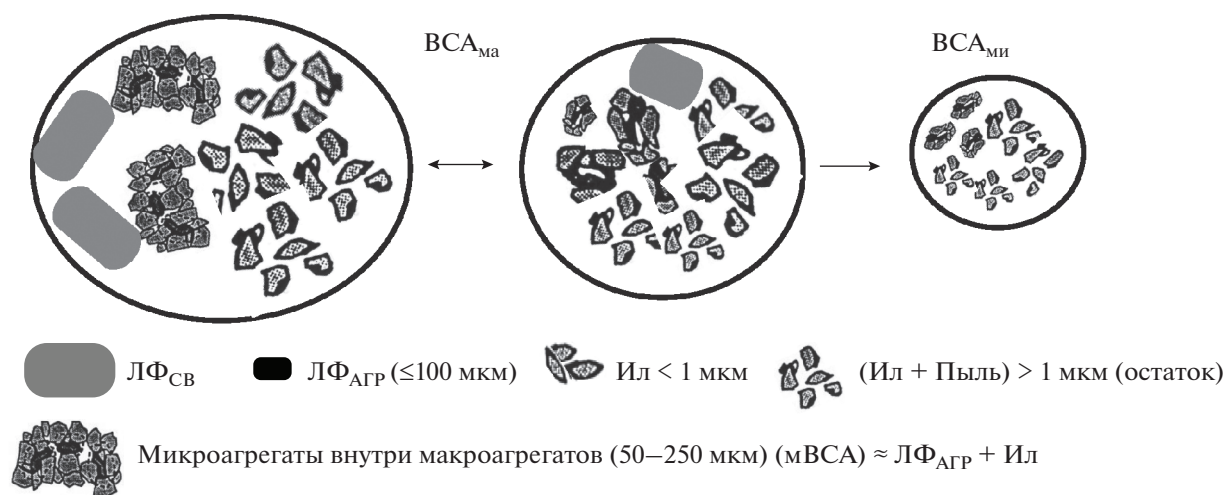 ВСАма
ВСАми
ЛФСВ
ЛФАГР (≤100 мкм)
Ил < 1 мкм
(Ил + Пыль) > 1 мкм (остаток)
Микроагрегаты внутри макроагрегатов (50–250 мкм) (мВСА) ≈ ЛФАГР + Ил